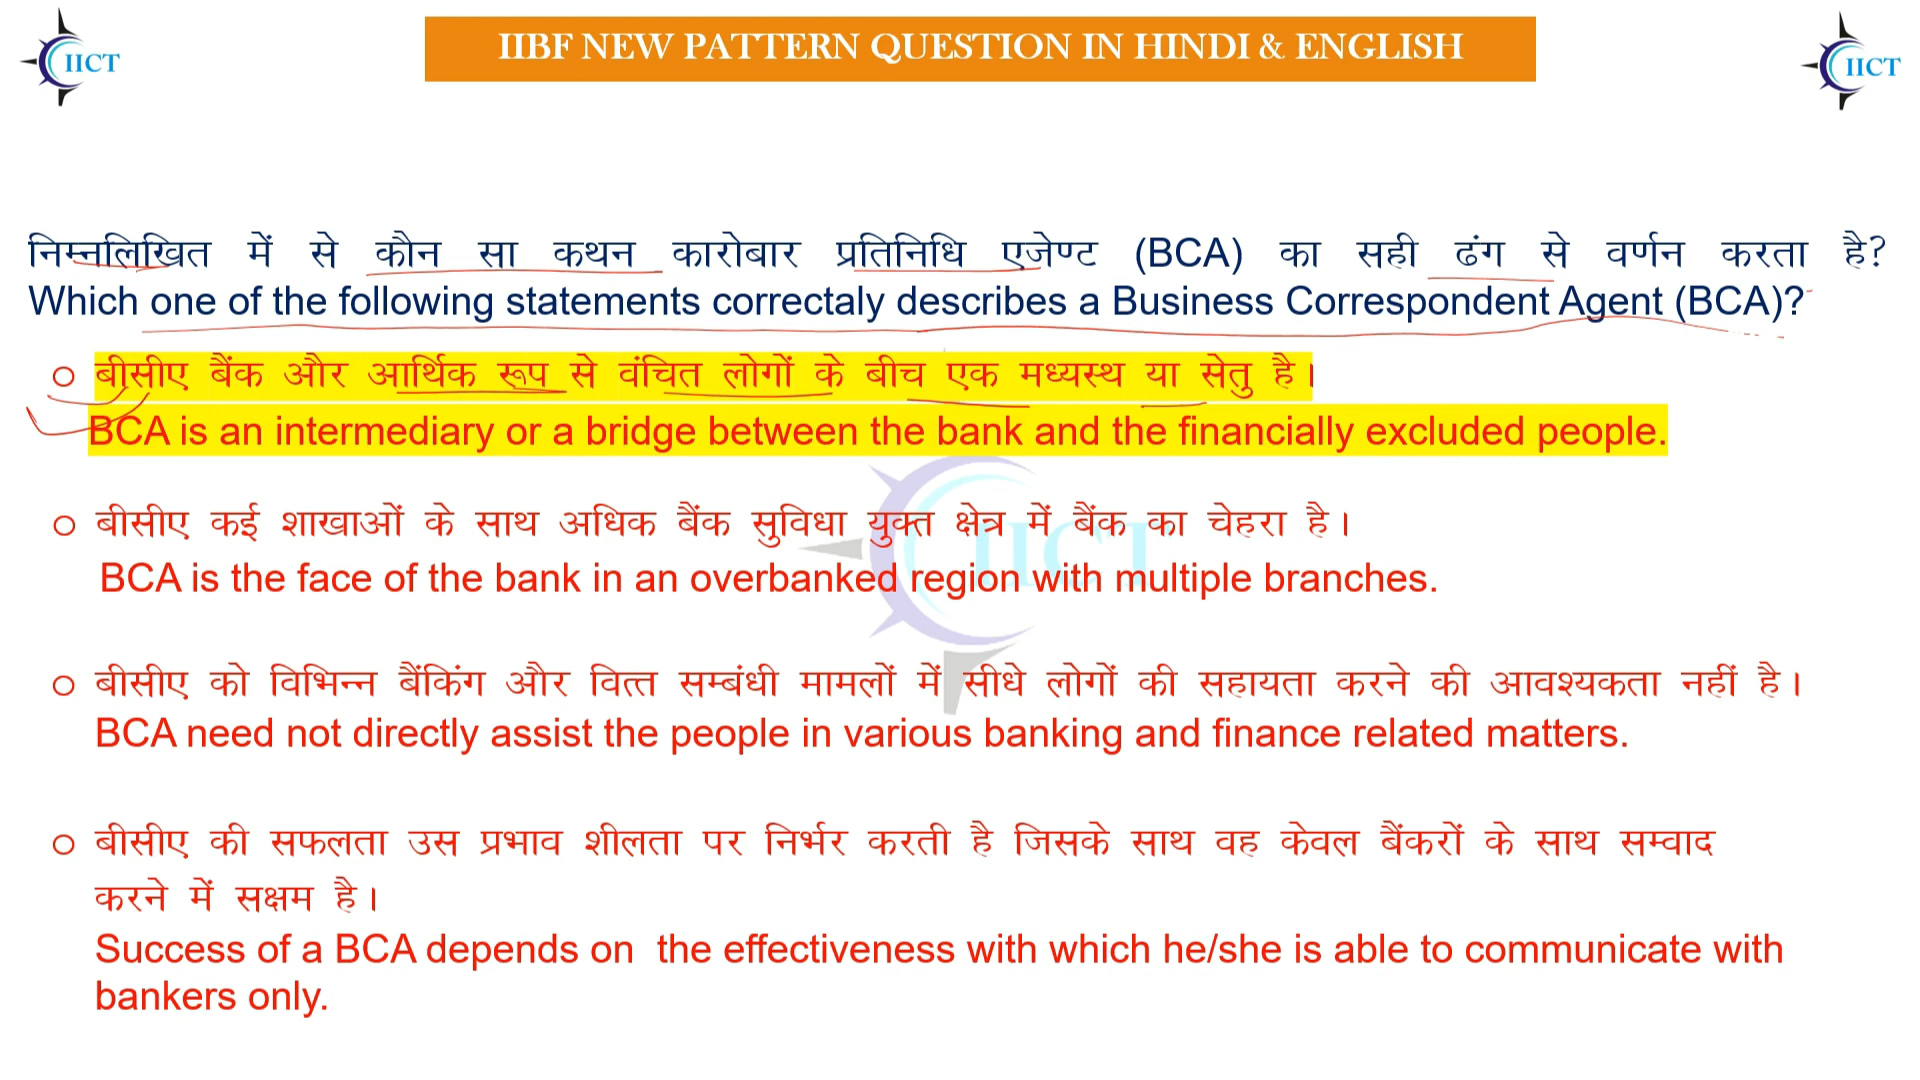 IICT
IIBF NEW PATTERN QUESTION IN HINDI & ENGLISH
IICT
निम्नलिखित में से कौन सा कथन कारोबार प्रतिनिधि एजेण्ट (BCA) का सही ढंग से वर्णन करता है?
Which one of the following statements correctaly describes a Business Correspondent Agent (BCA)?
बीसीए बैंक और आर्थिक रूप से वंचित लोगों के बीच एक मध्यस्थ या सेतु है।
BCA is an intermediary or a bridge between the bank and the financially excluded people.
बीसीए कई शाखाओं के साथ अधिक बैंक सुविधा युक्त क्षेत्र में बैंक का चेहरा है।
IICT
BCA is the face of the bank in an overbanked region with multiple branches.
बीसीए को विभिन्न बैंकिंग और वित्त सम्बंधी मामलों में सीधे लोगों की सहायता करने की आवश्यकता नहीं है।
BCA need not directly assist the people in various banking and finance related matters.
बीसीए की सफलता उस प्रभाव शीलता पर निर्भर करती है जिसके साथ वह केवल बैंकरों के साथ सम्वाद
करने में सक्षम है।
Success of a BCA depends on the effectiveness with which he/she is able to communicate with
bankers only.